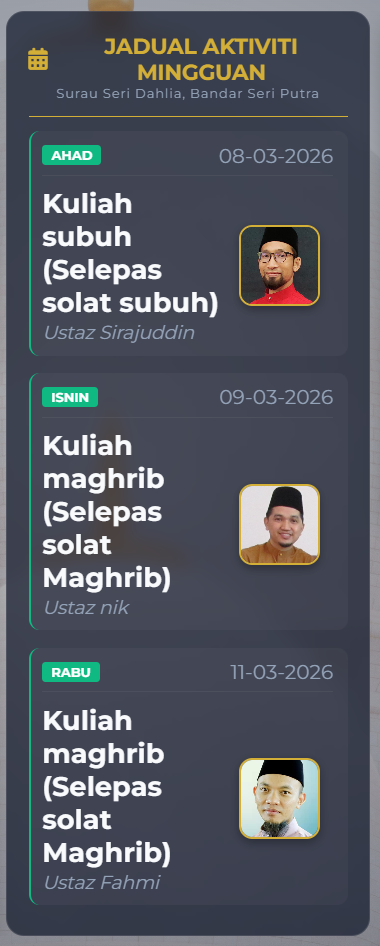 JADUAL AKTIVITI
MINGGUAN
Surau Seri Dahlia, Bandar Seri Putra
AHAD
08-03-2026
Kuliah
subuh
(Selepas
solat subuh)
Ustaz Sirajuddin
ISNIN
09-03-2026
Kuliah
maghrib
(Selepas
solat
Maghrib)
Ustaz nik
RABU
11-03-2026
Kuliah
maghrib
(Selepas
solat
Maghrib)
Ustaz Fahmi